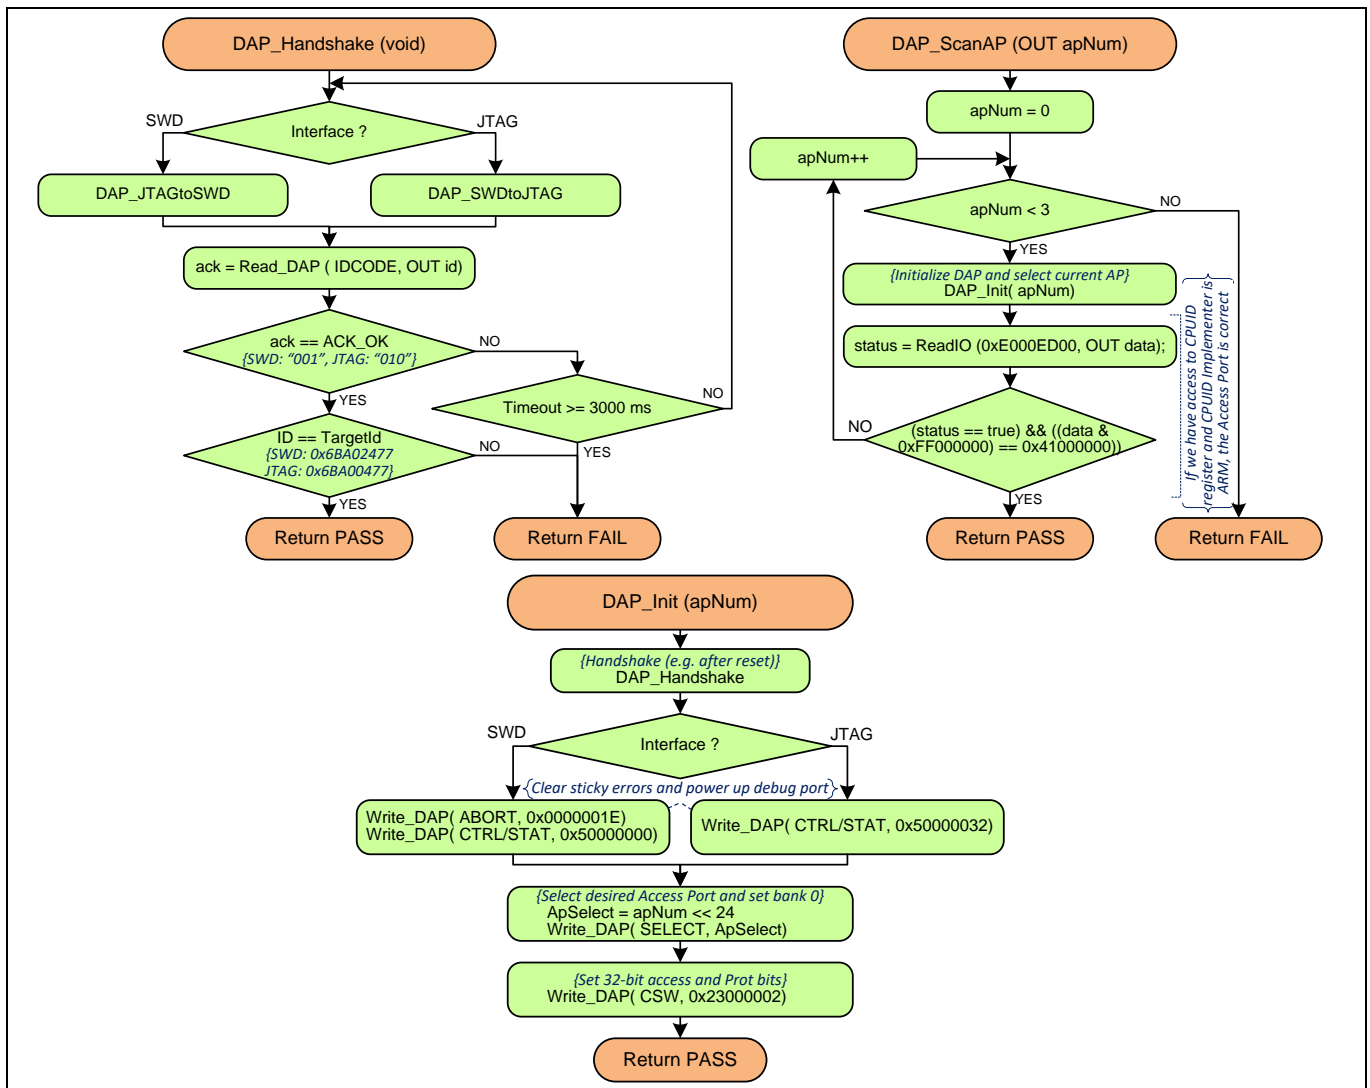 DAP_Handshake (void)
Interface ?
SWD
JTAG
DAP_JTAGtoSWD
DAP_SWDtoJTAG
ack = Read_DAP ( IDCODE, OUT id)
ack == ACK_OK
{SWD: “001”, JTAG: “010”}
NO
YES
Timeout >= 3000 ms
NO
YES
ID == TargetId
{SWD: 0x6BA02477
JTAG: 0x6BA00477}
NO
YES
Return PASS
Return FAIL
DAP_ScanAP (OUT apNum)
apNum = 0
apNum++
apNum < 3
NO
YES
{Initialize DAP and select current AP}
DAP_Init( apNum)
status = ReadIO (0xE000ED00, OUT data);
NO
(status == true) && ((data &
0xFF000000) == 0x41000000))
YES
If we have access to CPUID
register and CPUID Implementer is
ARM, the Access Port is correct
Return PASS
Return FAIL
DAP_Init (apNum)
{Handshake (e.g. after reset)}
DAP_Handshake
SWD
Interface ?
JTAG
{Clear sticky errors and power up debug port}
Write_DAP( ABORT, 0x0000001E)
Write_DAP( CTRL/STAT, 0x50000000)
Write_DAP( CTRL/STAT, 0x50000032)
{Select desired Access Port and set bank 0}
ApSelect = apNum << 24
Write_DAP( SELECT, ApSelect)
{Set 32-bit access and Prot bits}
Write_DAP( CSW, 0x23000002)
Return PASS